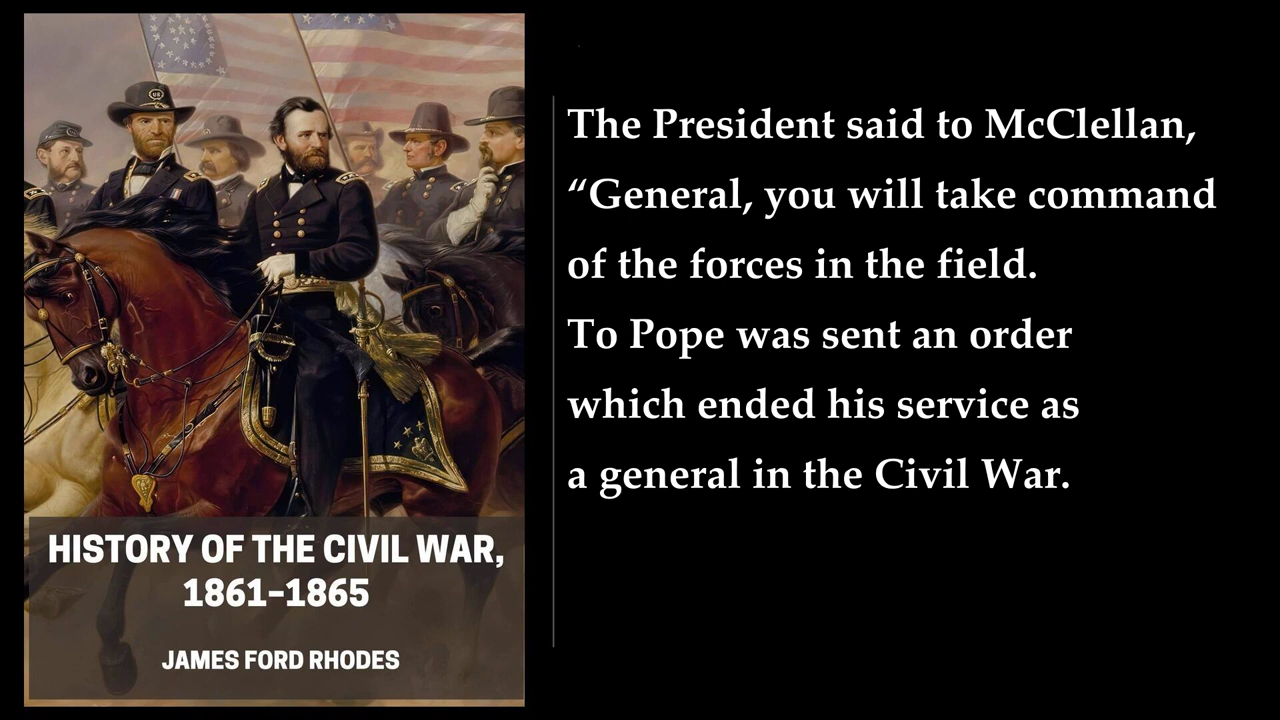 HISTORY OF THE CIVIL WAR,
1861–1865
JAMES FORD RHODES
The President said to McClellan,
“General, you will take command
of the forces in the field.
To Pope was sent an order
which ended his service as
a general in the Civil War.